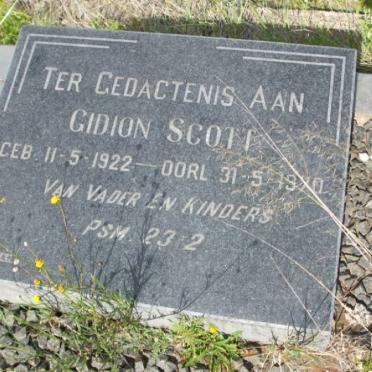 TER GEDACTENIS AAN
GIDION SCOTT
GEB. 11-5-1922 — OORL. 31-5-
VAN VADER EN KINDERS
PSM. 23:2